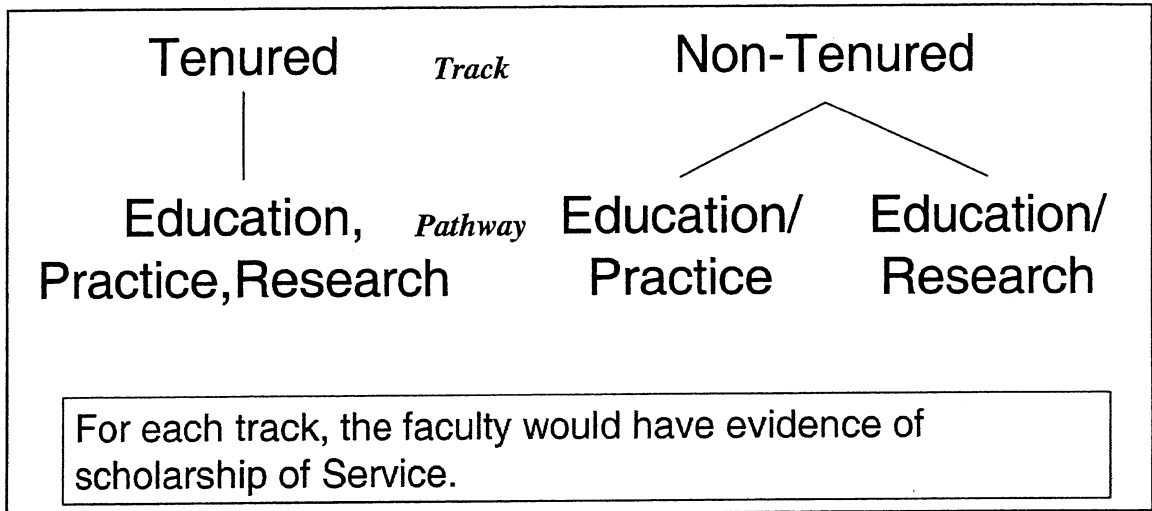 Tenured Track Non-Tenured
Education, Pathway Education/ Education/
Practice,Research Practice Research
For each track, the faculty would have evidence of
scholarship of Service.